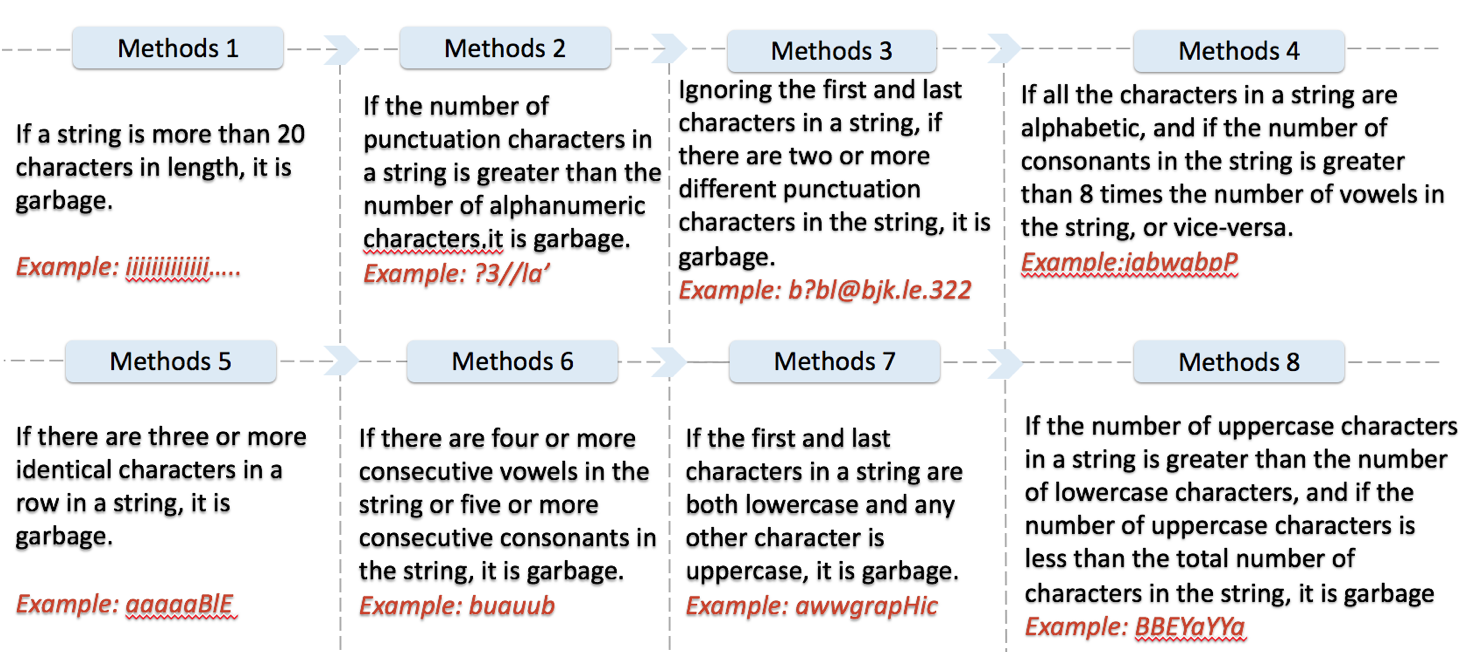 Methods 1
If a string is more than 20
characters in length, it is
garbage.
Example: iiiiiiiiiiiii.....
Methods 2
If the number of
punctuation characters in
a string is greater than the
number of alphanumeric
characters,it is garbage.
Example: ?3//la’
Methods 3
Ignoring the first and last
characters in a string, if
there are two or more
different punctuation
characters in the string, it is
garbage.
Example: b?bl@bjk.le.322
Methods 4
If all the characters in a string are
alphabetic, and if the number of
consonants in the string is greater
than 8 times the number of vowels in
the string, or vice-versa.
Example:jabwabpP
Methods 5
If there are three or more
identical characters in a
row in a string, it is
garbage.
Example: aaaaaBlE
Methods 6
If there are four or more
consecutive vowels in the
string or five or more
consecutive consonants in
the string, it is garbage.
Example: buauub
Methods 7
If the first and last
characters in a string are
both lowercase and any
other character is
uppercase, it is garbage.
Example: awwgrapHic
Methods 8
If the number of uppercase characters
in a string is greater than the number
of lowercase characters, and if the
number of uppercase characters is
less than the total number of
characters in the string, it is garbage
Example: BBEYaYYa